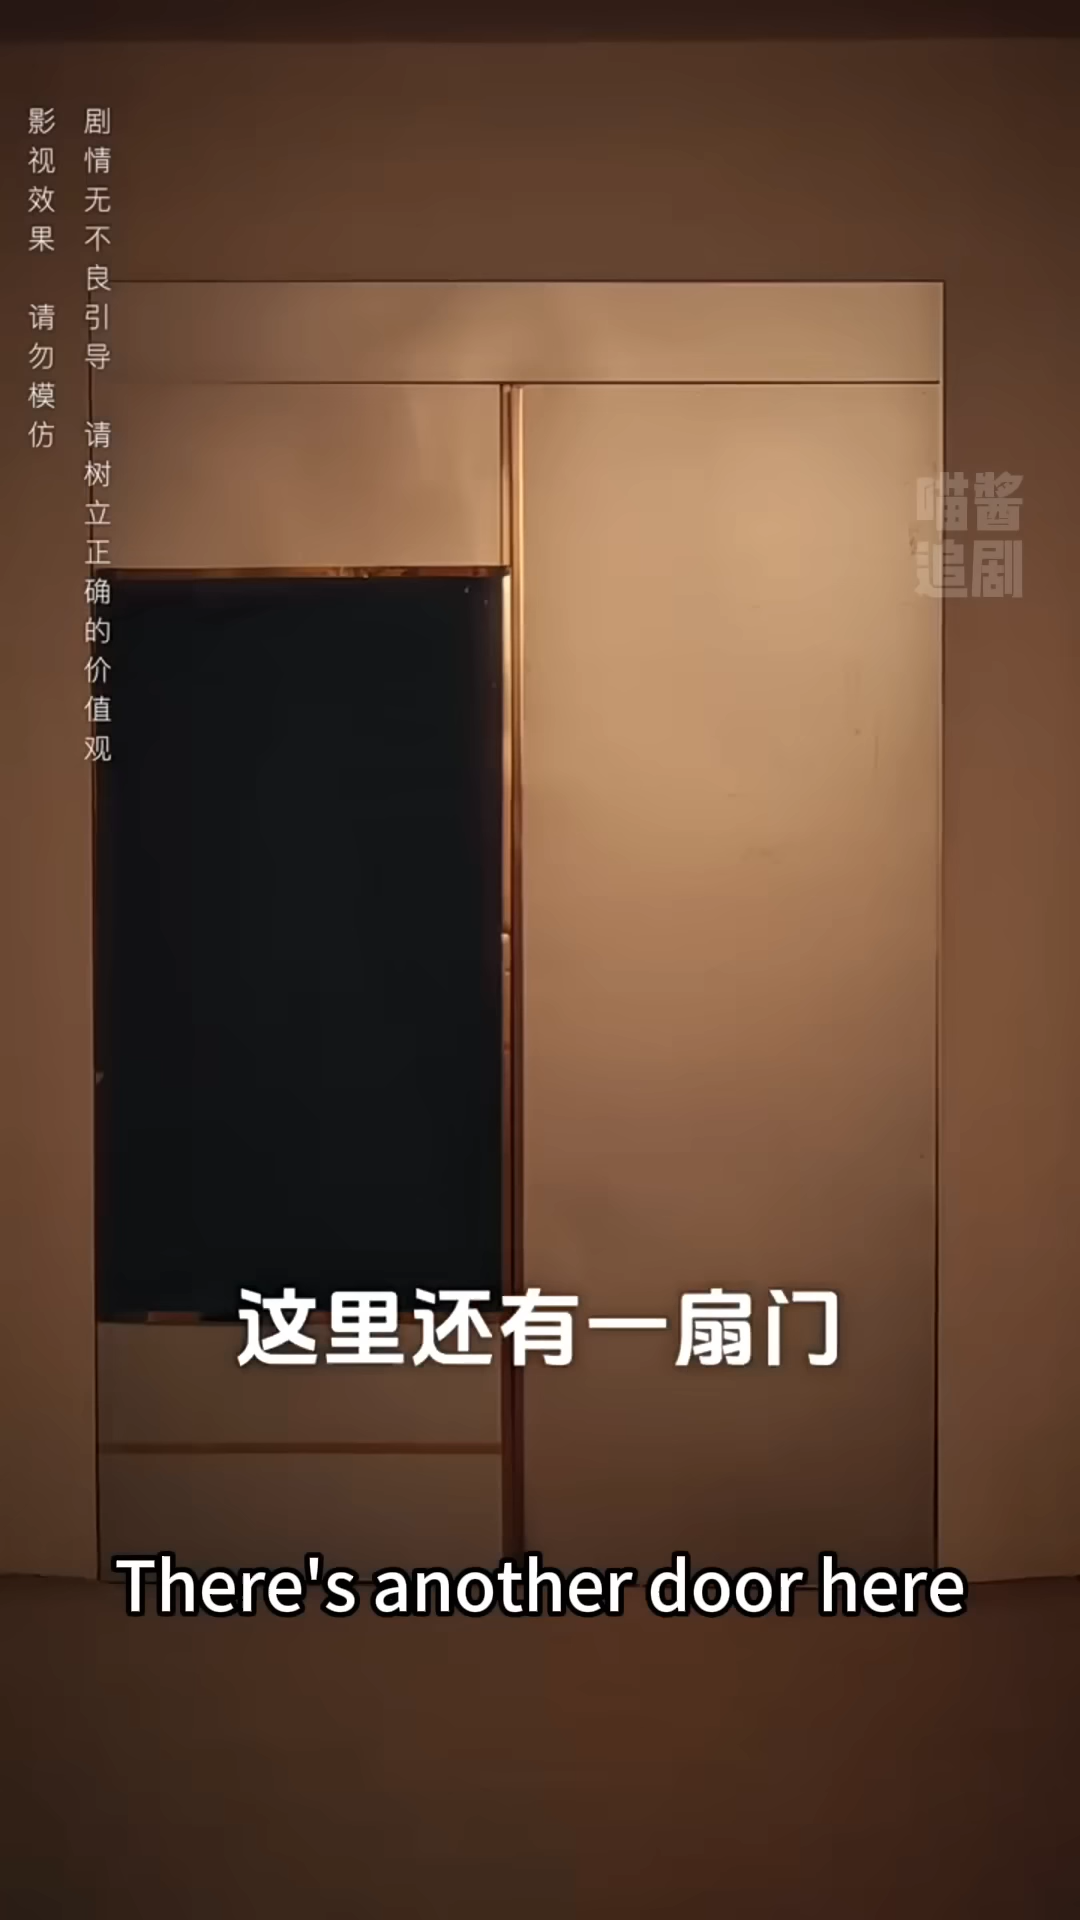 剧情无不良引导 请树立正确的价值观
影视效果 请勿模仿
喵酱
追剧
这里还有一扇门
There's another door here